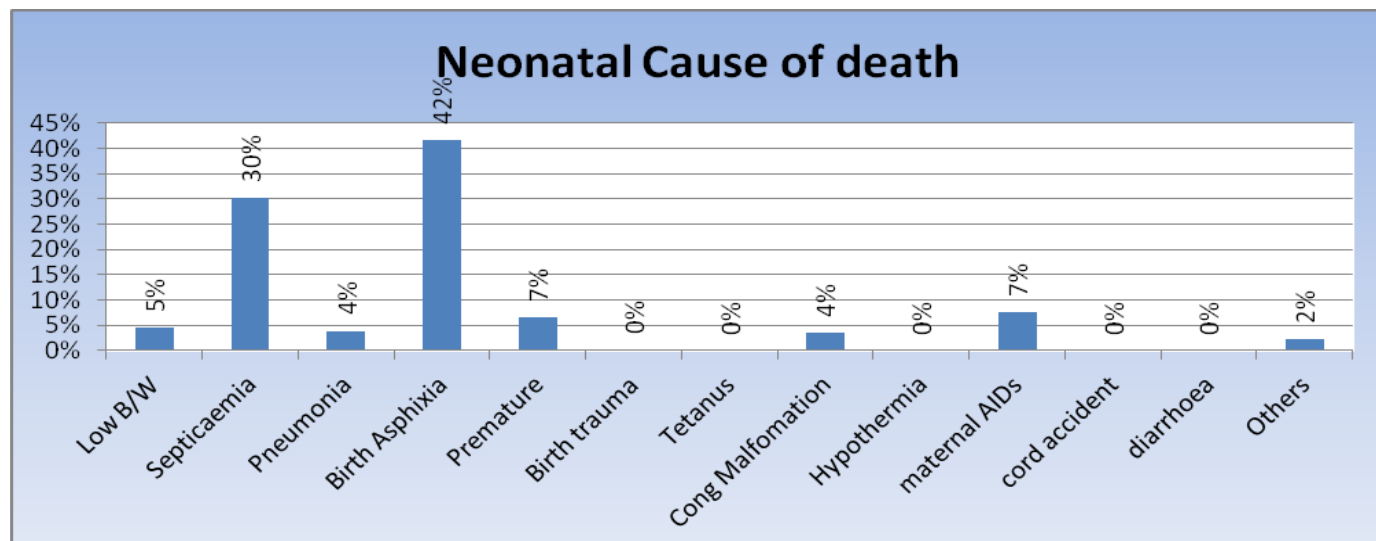 Neonatal Cause of death
45%
40%
35%
30%
25%
20%
15%
10%
5%
0%
5%
30%
4%
42%
7%
0%
0%
4%
0%
7%
0%
0%
2%
Low B/W
Septicaemia
Pneumonia
Birth Asphixia
Premature
Birth trauma
Tetanus
Cong Malfomation
Hypothermia
maternal AIDs
cord accident
diarrhoea
Others